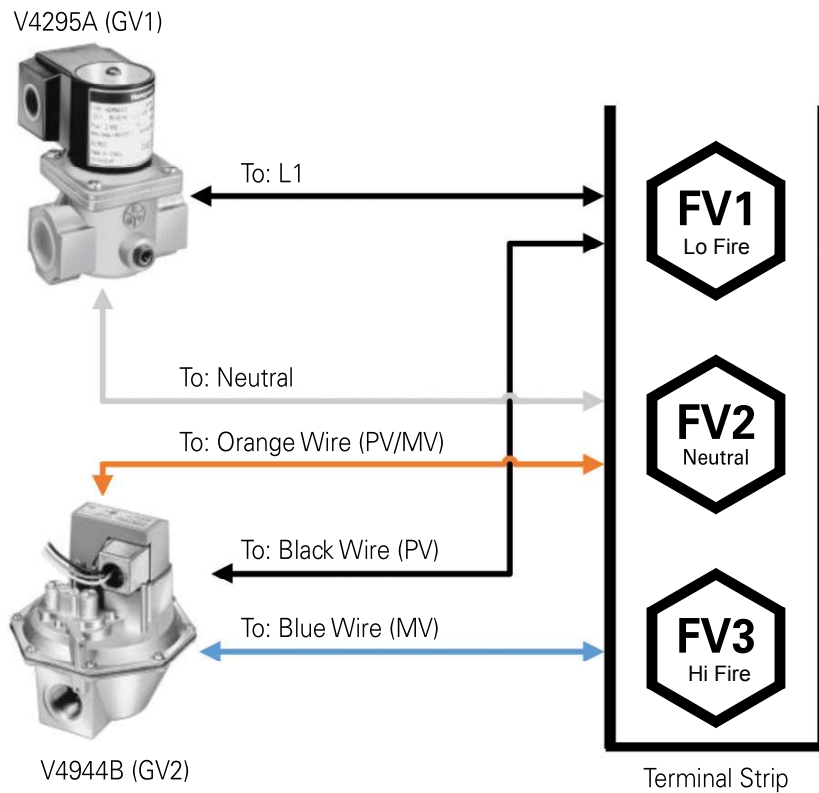 V4295A (GV1)
To: L1
FV1
Lo Fire
To: Neutral
FV2
Neutral
To: Orange Wire (PV/MV)
To: Black Wire (PV)
To: Blue Wire (MV)
FV3
Hi Fire
V4944B (GV2)
Terminal Strip